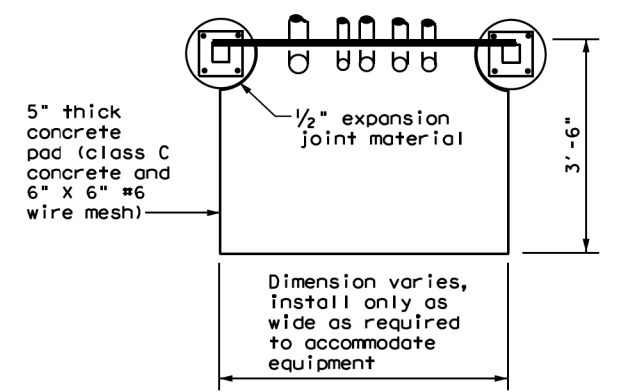 5" thick
concrete
pad (class C
concrete and
6" X 6" #6
wire mesh)
1/2" expansion
joint material
3'-6"
Dimension varies,
install only as
wide as required
to accommodate
equipment